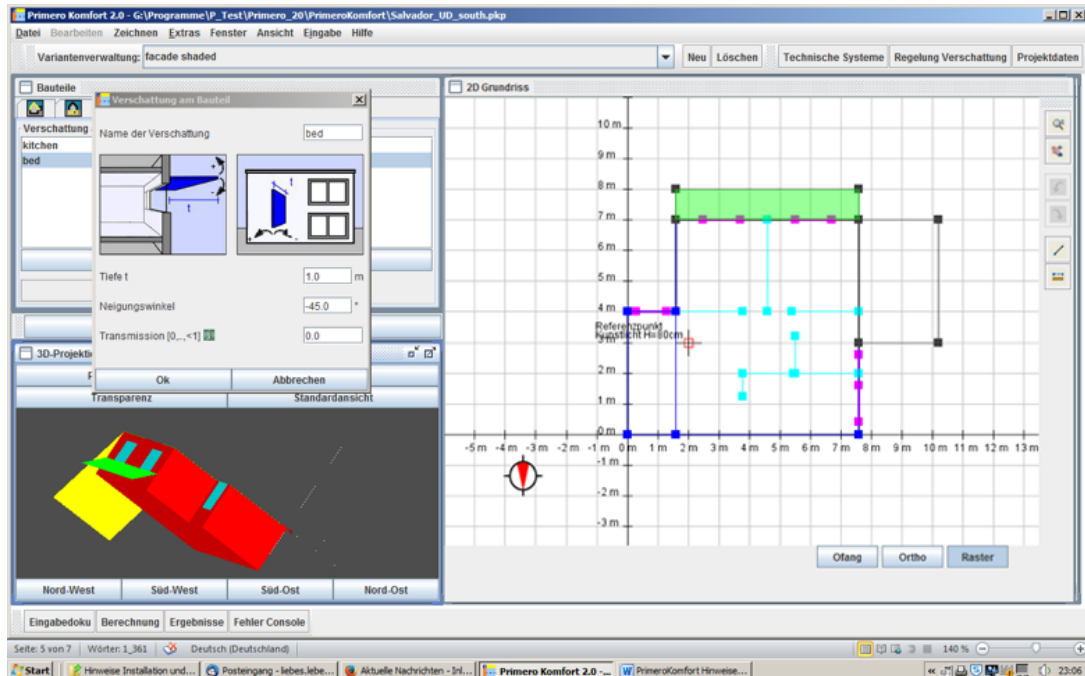 Primero Komfort 2.0 - G:\Programme\P_Test\Primero_20\PrimeroKomfort\Salvador_UD_south.pkp
Datei Bearbeiten Zeichnen Extras Fenster Ansicht Eingabe Hilfe
Variantenverwaltung: facade shaded Neu Löschen Technische Systeme Regelung Verschattung Projektdaten
Bauteile
2D Grundriss
Verschattung am Bauteil
Verschattung
kitchen
bed
Name der Verschattung bed
t
t
Tiefe t 1.0 m
Neigungswinkel -45.0 °
Transmission [0,..,<1] 0.0
Ok Abbrechen
3D-Projekti
Transparenz Standardansicht
Nord-West Süd-West Süd-Ost Nord-Ost
10 m
9 m
8 m
7 m
6 m
5 m
4 m
Referenzpunkt
Kunstlicht H=80cm
3 m
2 m
1 m
0 m
-5 m -4 m -3 m -2 m -1 m 0 m 1 m 2 m 3 m 4 m 5 m 6 m 7 m 8 m 9 m 10 m 11 m 12 m 13 m
-1 m
-2 m
-3 m
Ofang Ortho Raster
Eingabedoku Berechnung Ergebnisse Fehler Console
Seite: 5 von 7 Wörter: 1_361 Deutsch (Deutschland) 140 %
Start Hinweise Installation und... Posteingang - liebes.lebe... Aktuelle Nachrichten - Inl... Primero Komfort 2.0 -... PrimeroKomfort Hinweise... 23:06